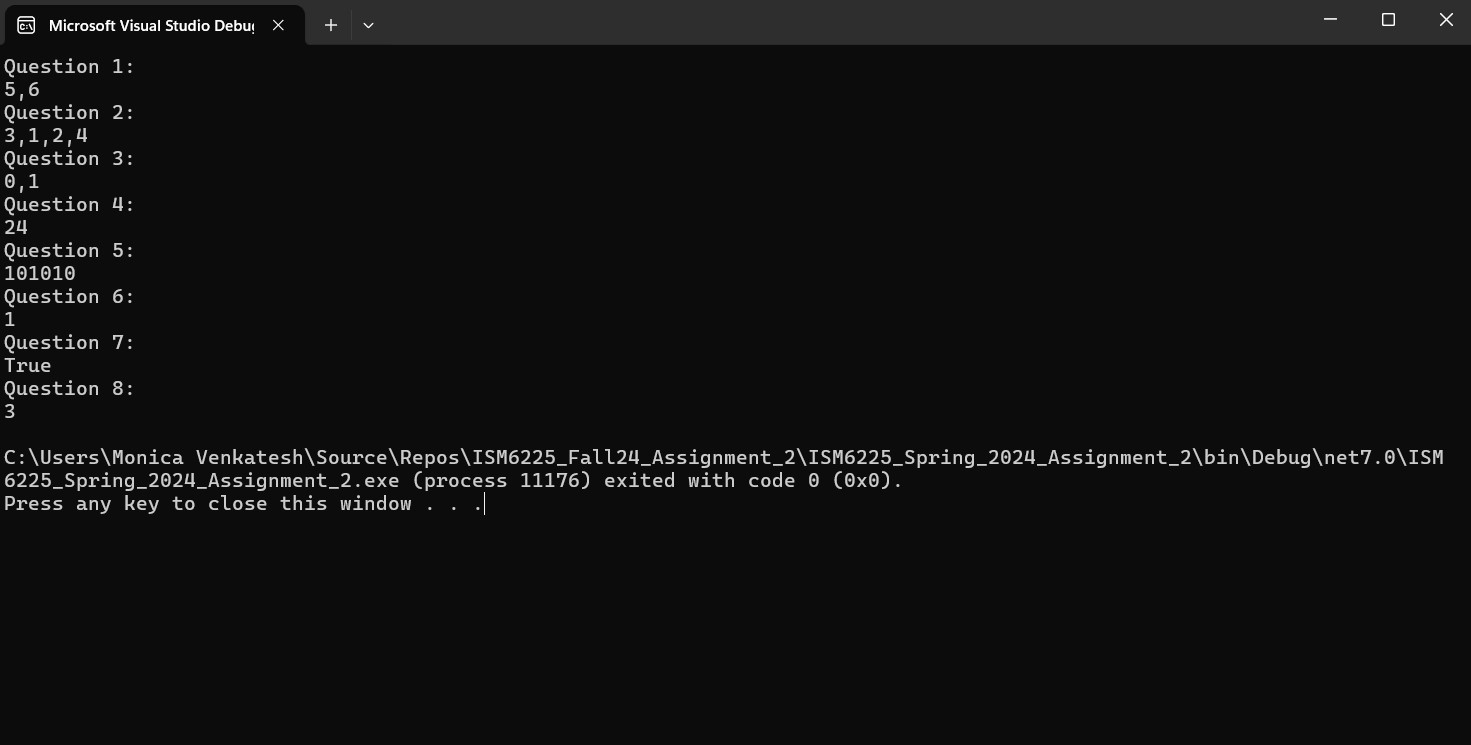 Microsoft Visual Studio Debu
Question 1:
5,6
Question 2:
3,1,2,4
Question 3:
0,1
Question 4:
24
Question 5:
101010
Question 6:
1
Question 7:
True
Question 8:
3
C:\Users\Monica Venkatesh\Source\Repos\ISM6225_Fall24_Assignment_2\ISM6225_Spring_2024_Assignment_2\bin\Debug\net7.0\ISM
6225_Spring_2024_Assignment_2.exe (process 11176) exited with code 0 (0x0).
Press any key to close this window . . .